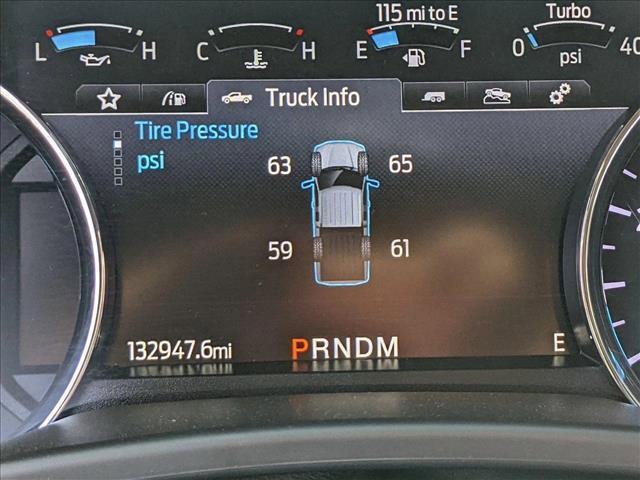 115 mi to E
Turbo
L H
C H
E F
0 psi 40
Truck Info
Tire Pressure
psi
63 65
59 61
132947.6mi
PRNDM
E